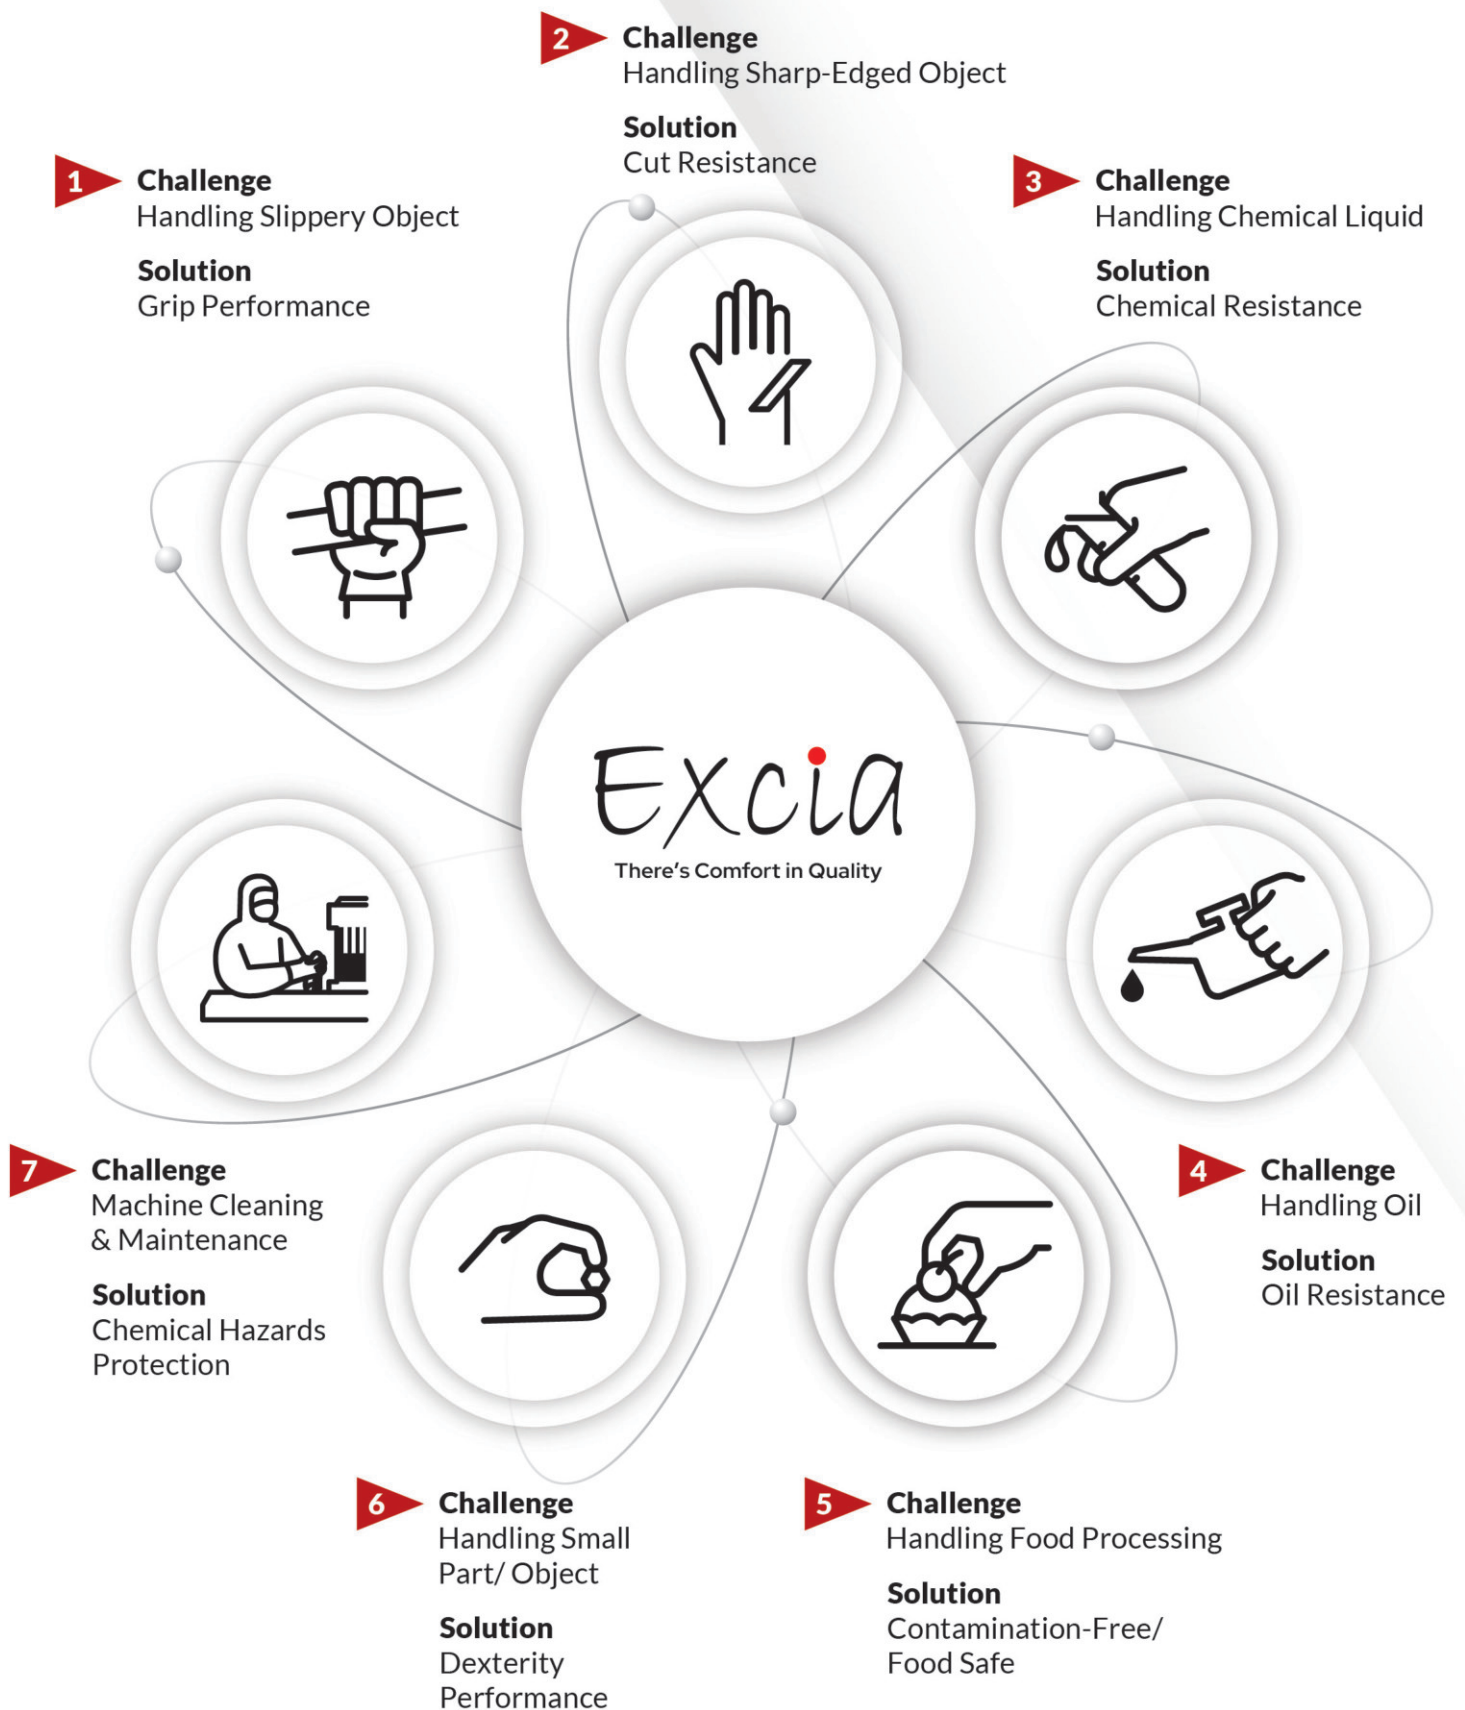 1
Challenge
Handling Slippery Object
Solution
Grip Performance
2
Challenge
Handling Sharp-Edged Object
Solution
Cut Resistance
3
Challenge
Handling Chemical Liquid
Solution
Chemical Resistance
Excia
There's Comfort in Quality
4
Challenge
Handling Oil
Solution
Oil Resistance
5
Challenge
Handling Food Processing
Solution
Contamination-Free/
Food Safe
6
Challenge
Handling Small
Part/ Object
Solution
Dexterity
Performance
7
Challenge
Machine Cleaning
& Maintenance
Solution
Chemical Hazards
Protection